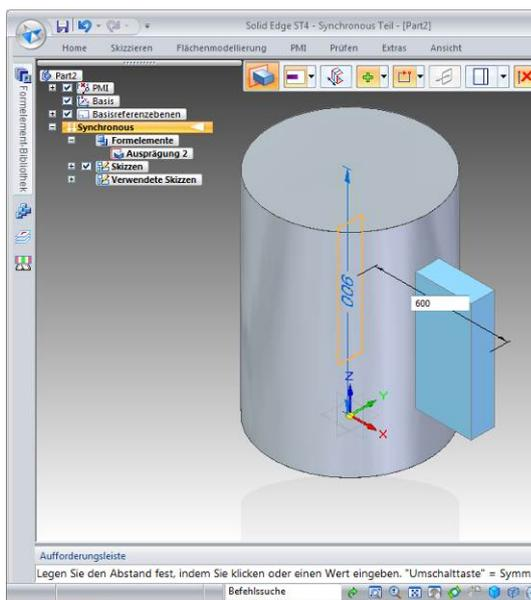 Solid Edge ST4 - Synchronous Teil - [Part2]
Home Skizzieren Flächenmodellierung PMI Prüfen Extras Ansicht
Formelement-Bibliothek
Part2
PMI
Basis
Basisreferenzebenen
Synchronous
Formelemente
Ausprägung 2
Skizzen
Verwendete Skizzen
900
600
Z
Y
X
Aufforderungsleiste
Legen Sie den Abstand fest, indem Sie klicken oder einen Wert eingeben. "Umschalttaste" = Symm
Befehlssuche